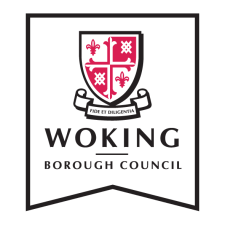 FIDE ET DILIGENTIA
WOKING
BOROUGH COUNCIL